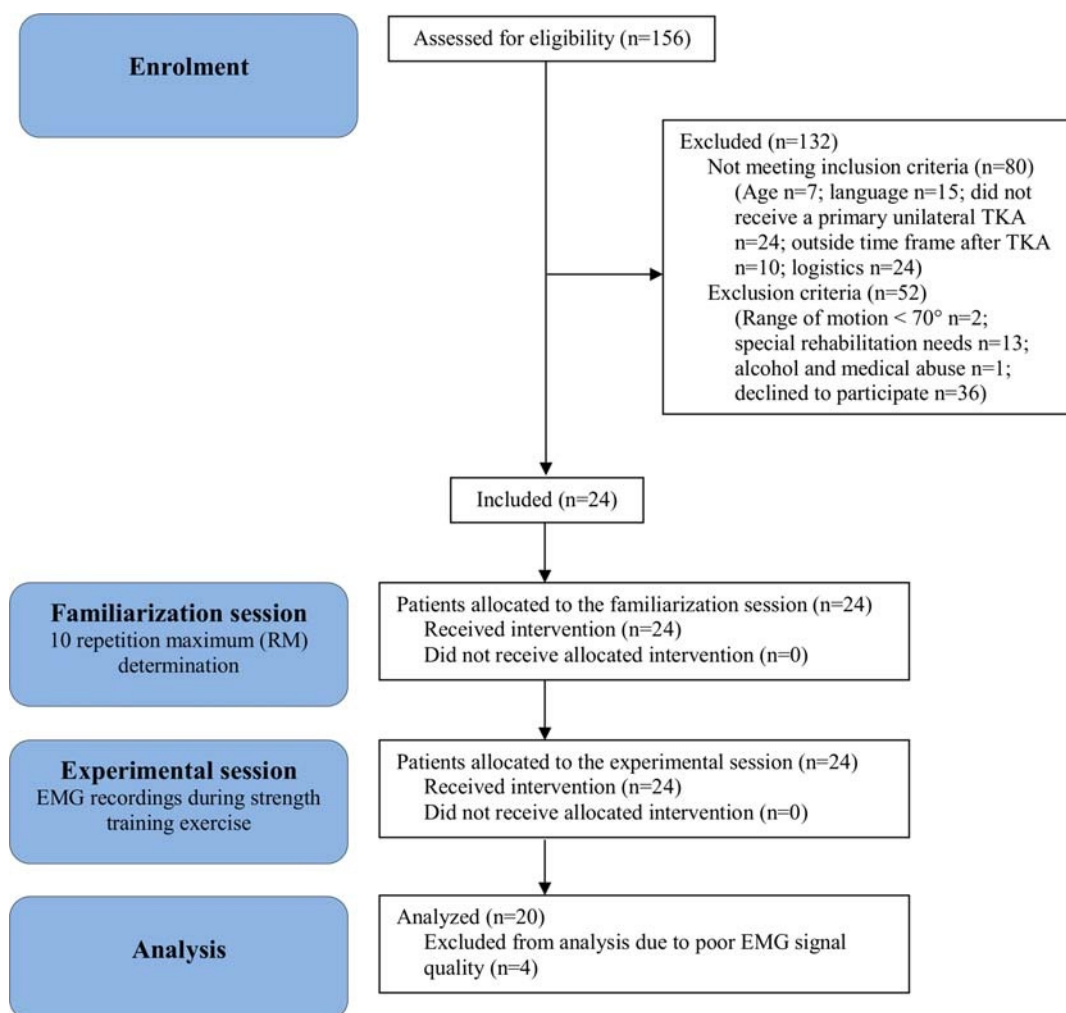 Enrolment
Assessed for eligibility (n=156)
Excluded (n=132)
Not meeting inclusion criteria (n=80)
(Age n=7; language n=15; did not
receive a primary unilateral TKA
n=24; outside time frame after TKA
n=10; logistics n=24)
Exclusion criteria (n=52)
(Range of motion < 70° n=2;
special rehabilitation needs n=13;
alcohol and medical abuse n=1;
declined to participate n=36)
Included (n=24)
Familiarization session
10 repetition maximum (RM)
determination
Patients allocated to the familiarization session (n=24)
Received intervention (n=24)
Did not receive allocated intervention (n=0)
Experimental session
EMG recordings during strength
training exercise
Patients allocated to the experimental session (n=24)
Received intervention (n=24)
Did not receive allocated intervention (n=0)
Analysis
Analyzed (n=20)
Excluded from analysis due to poor EMG signal
quality (n=4)